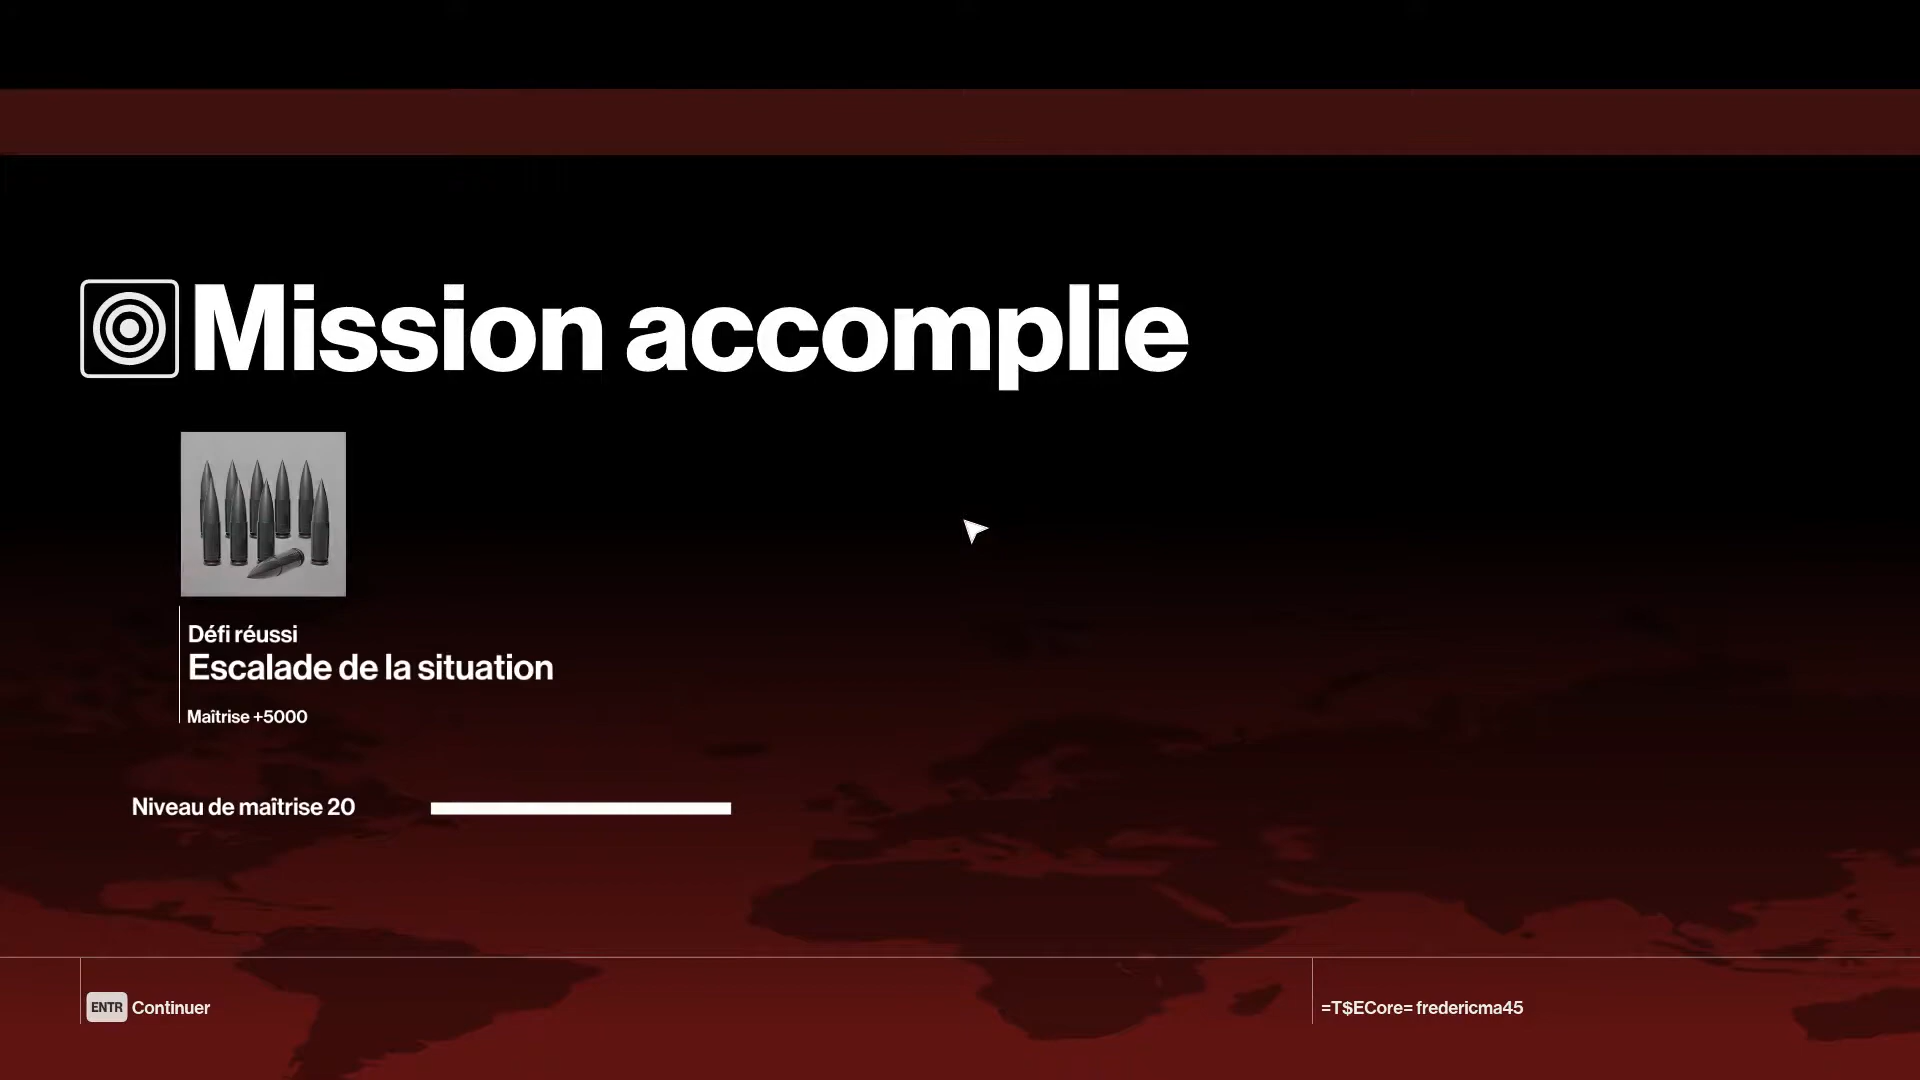 Mission accomplie
Défi réussi
Escalade de la situation
Maîtrise +5000
Niveau de maîtrise 20
ENTR Continuer
=T$ECore= fredericma45